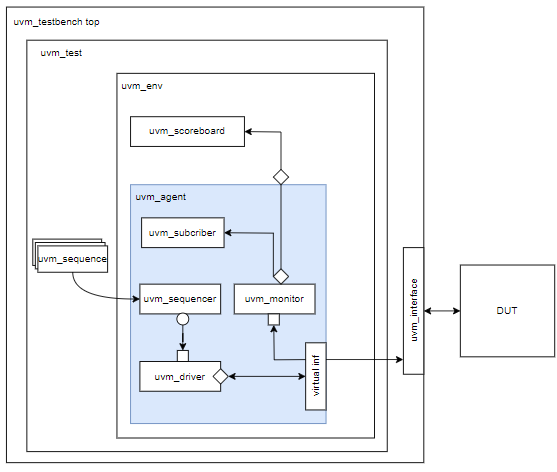 uvm_testbench top
uvm_test
uvm_env
uvm_scoreboard
uvm_agent
uvm_subcriber
uvm_sequence
uvm_sequencer
uvm_monitor
uvm_interface
DUT
uvm_driver
virtual inf